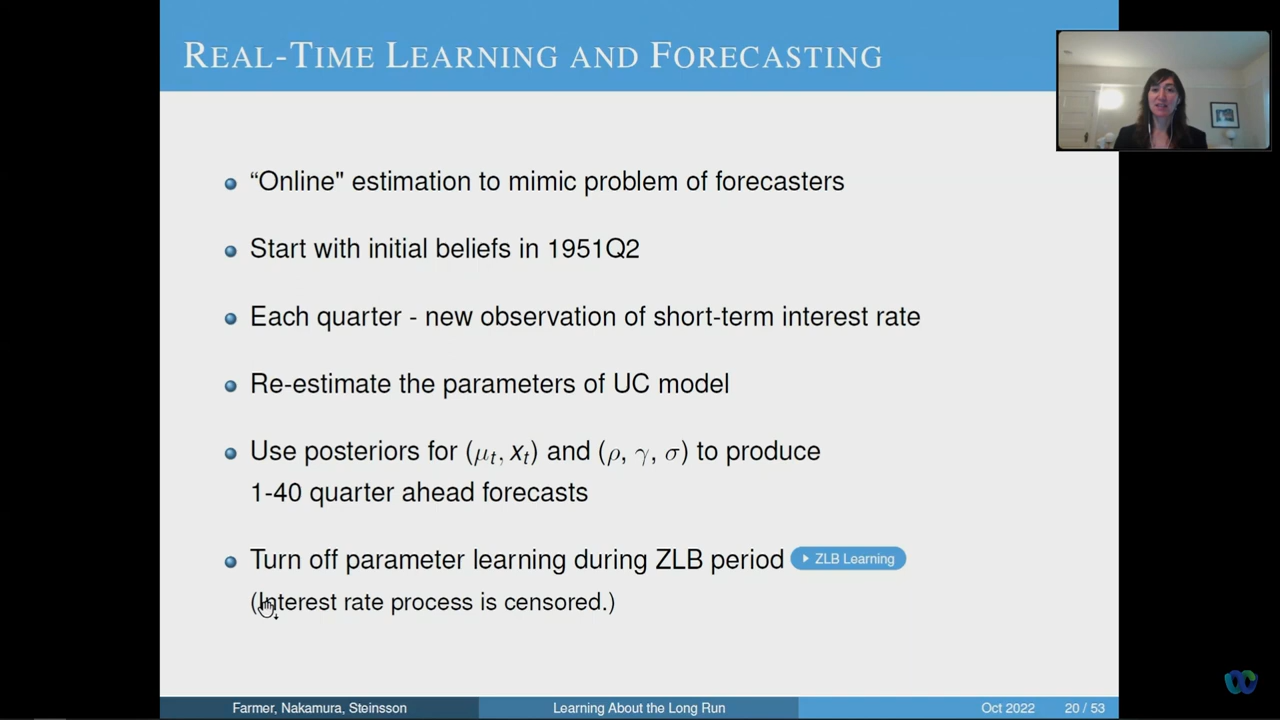 REAL-TIME LEARNING AND FORECASTING
“Online" estimation to mimic problem of forecasters
Start with initial beliefs in 1951Q2
Each quarter - new observation of short-term interest rate
Re-estimate the parameters of UC model
Use posteriors for (μt, xt) and (ρ, γ, σ) to produce
1-40 quarter ahead forecasts
Turn off parameter learning during ZLB period ZLB Learning
(Interest rate process is censored.)
Farmer, Nakamura, Steinsson Learning About the Long Run Oct 2022 20 / 53